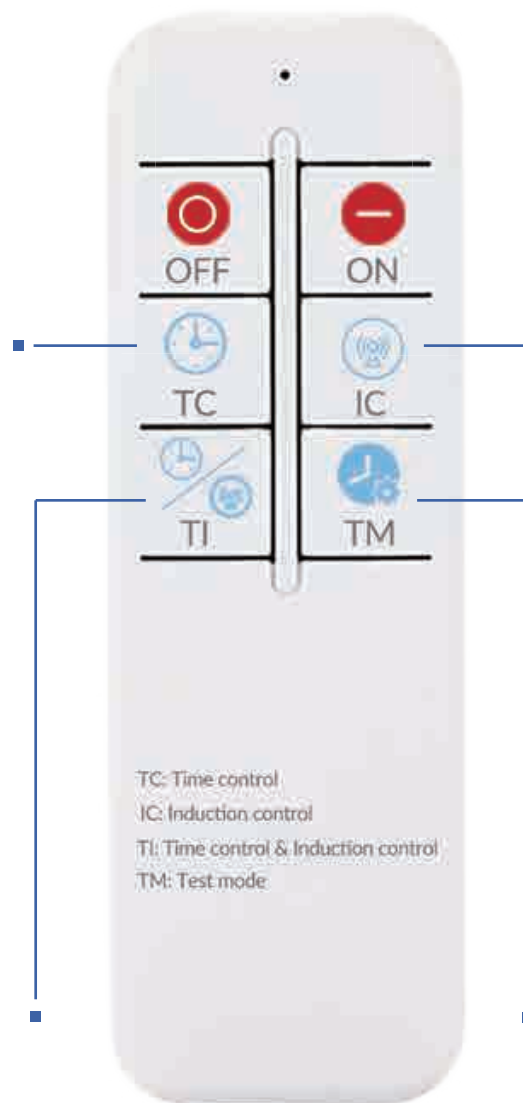 OFF ON
TC IC
TI TM
TC: Time control
IC: Induction control
TI: Time control & Induction control
TM: Test mode